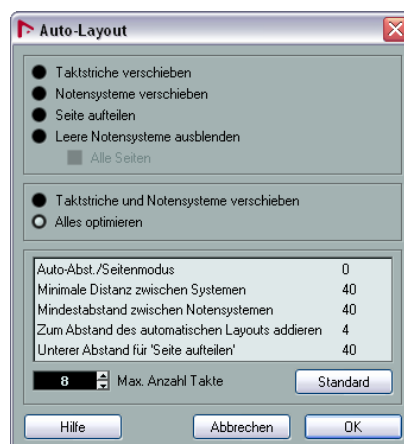 Auto-Layout
Taktstriche verschieben
Notensysteme verschieben
Seite aufteilen
Leere Notensysteme ausblenden
Alle Seiten
Taktstriche und Notensysteme verschieben
Alles optimieren
Auto-Abst./Seitenmodus 0
Minimale Distanz zwischen Systemen 40
Mindestabstand zwischen Notensystemen 40
Zum Abstand des automatischen Layouts addieren 4
Unterer Abstand für 'Seite aufteilen' 40
8 Max. Anzahl Takte Standard
Hilfe Abbrechen OK